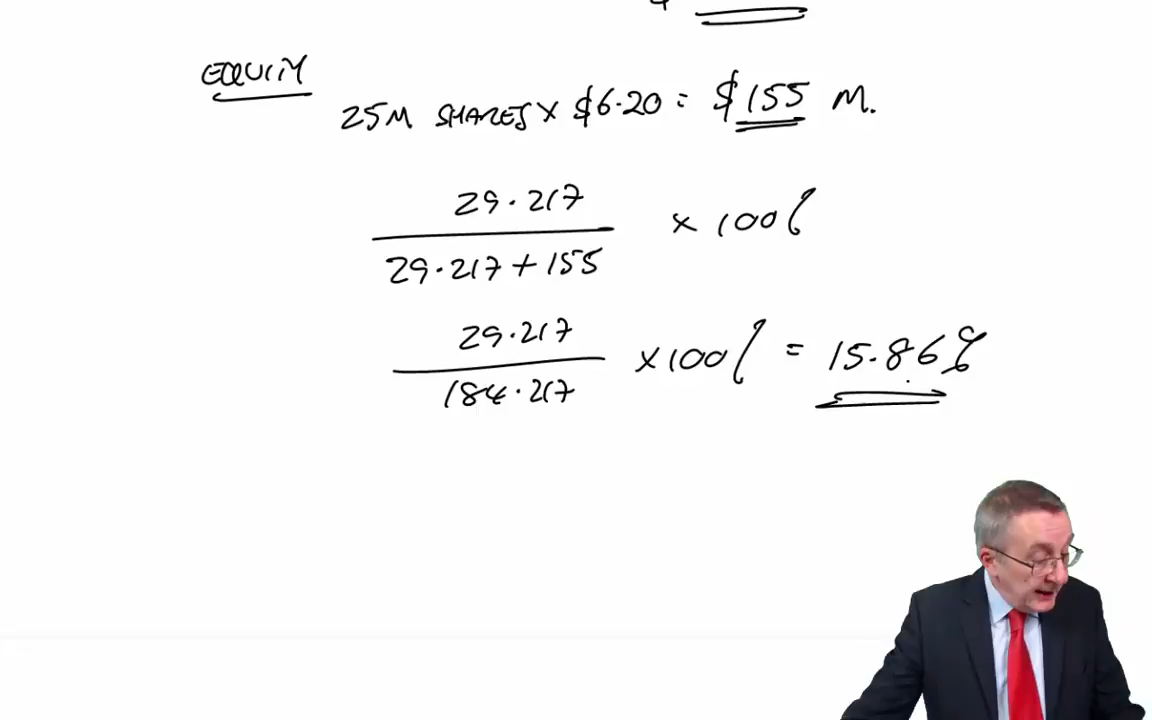 EQUITY
25M SHARES x $6.20 = $155 M.
29.217
29.217 + 155
x 100%
29.217
184.217
x 100% = 15.86%